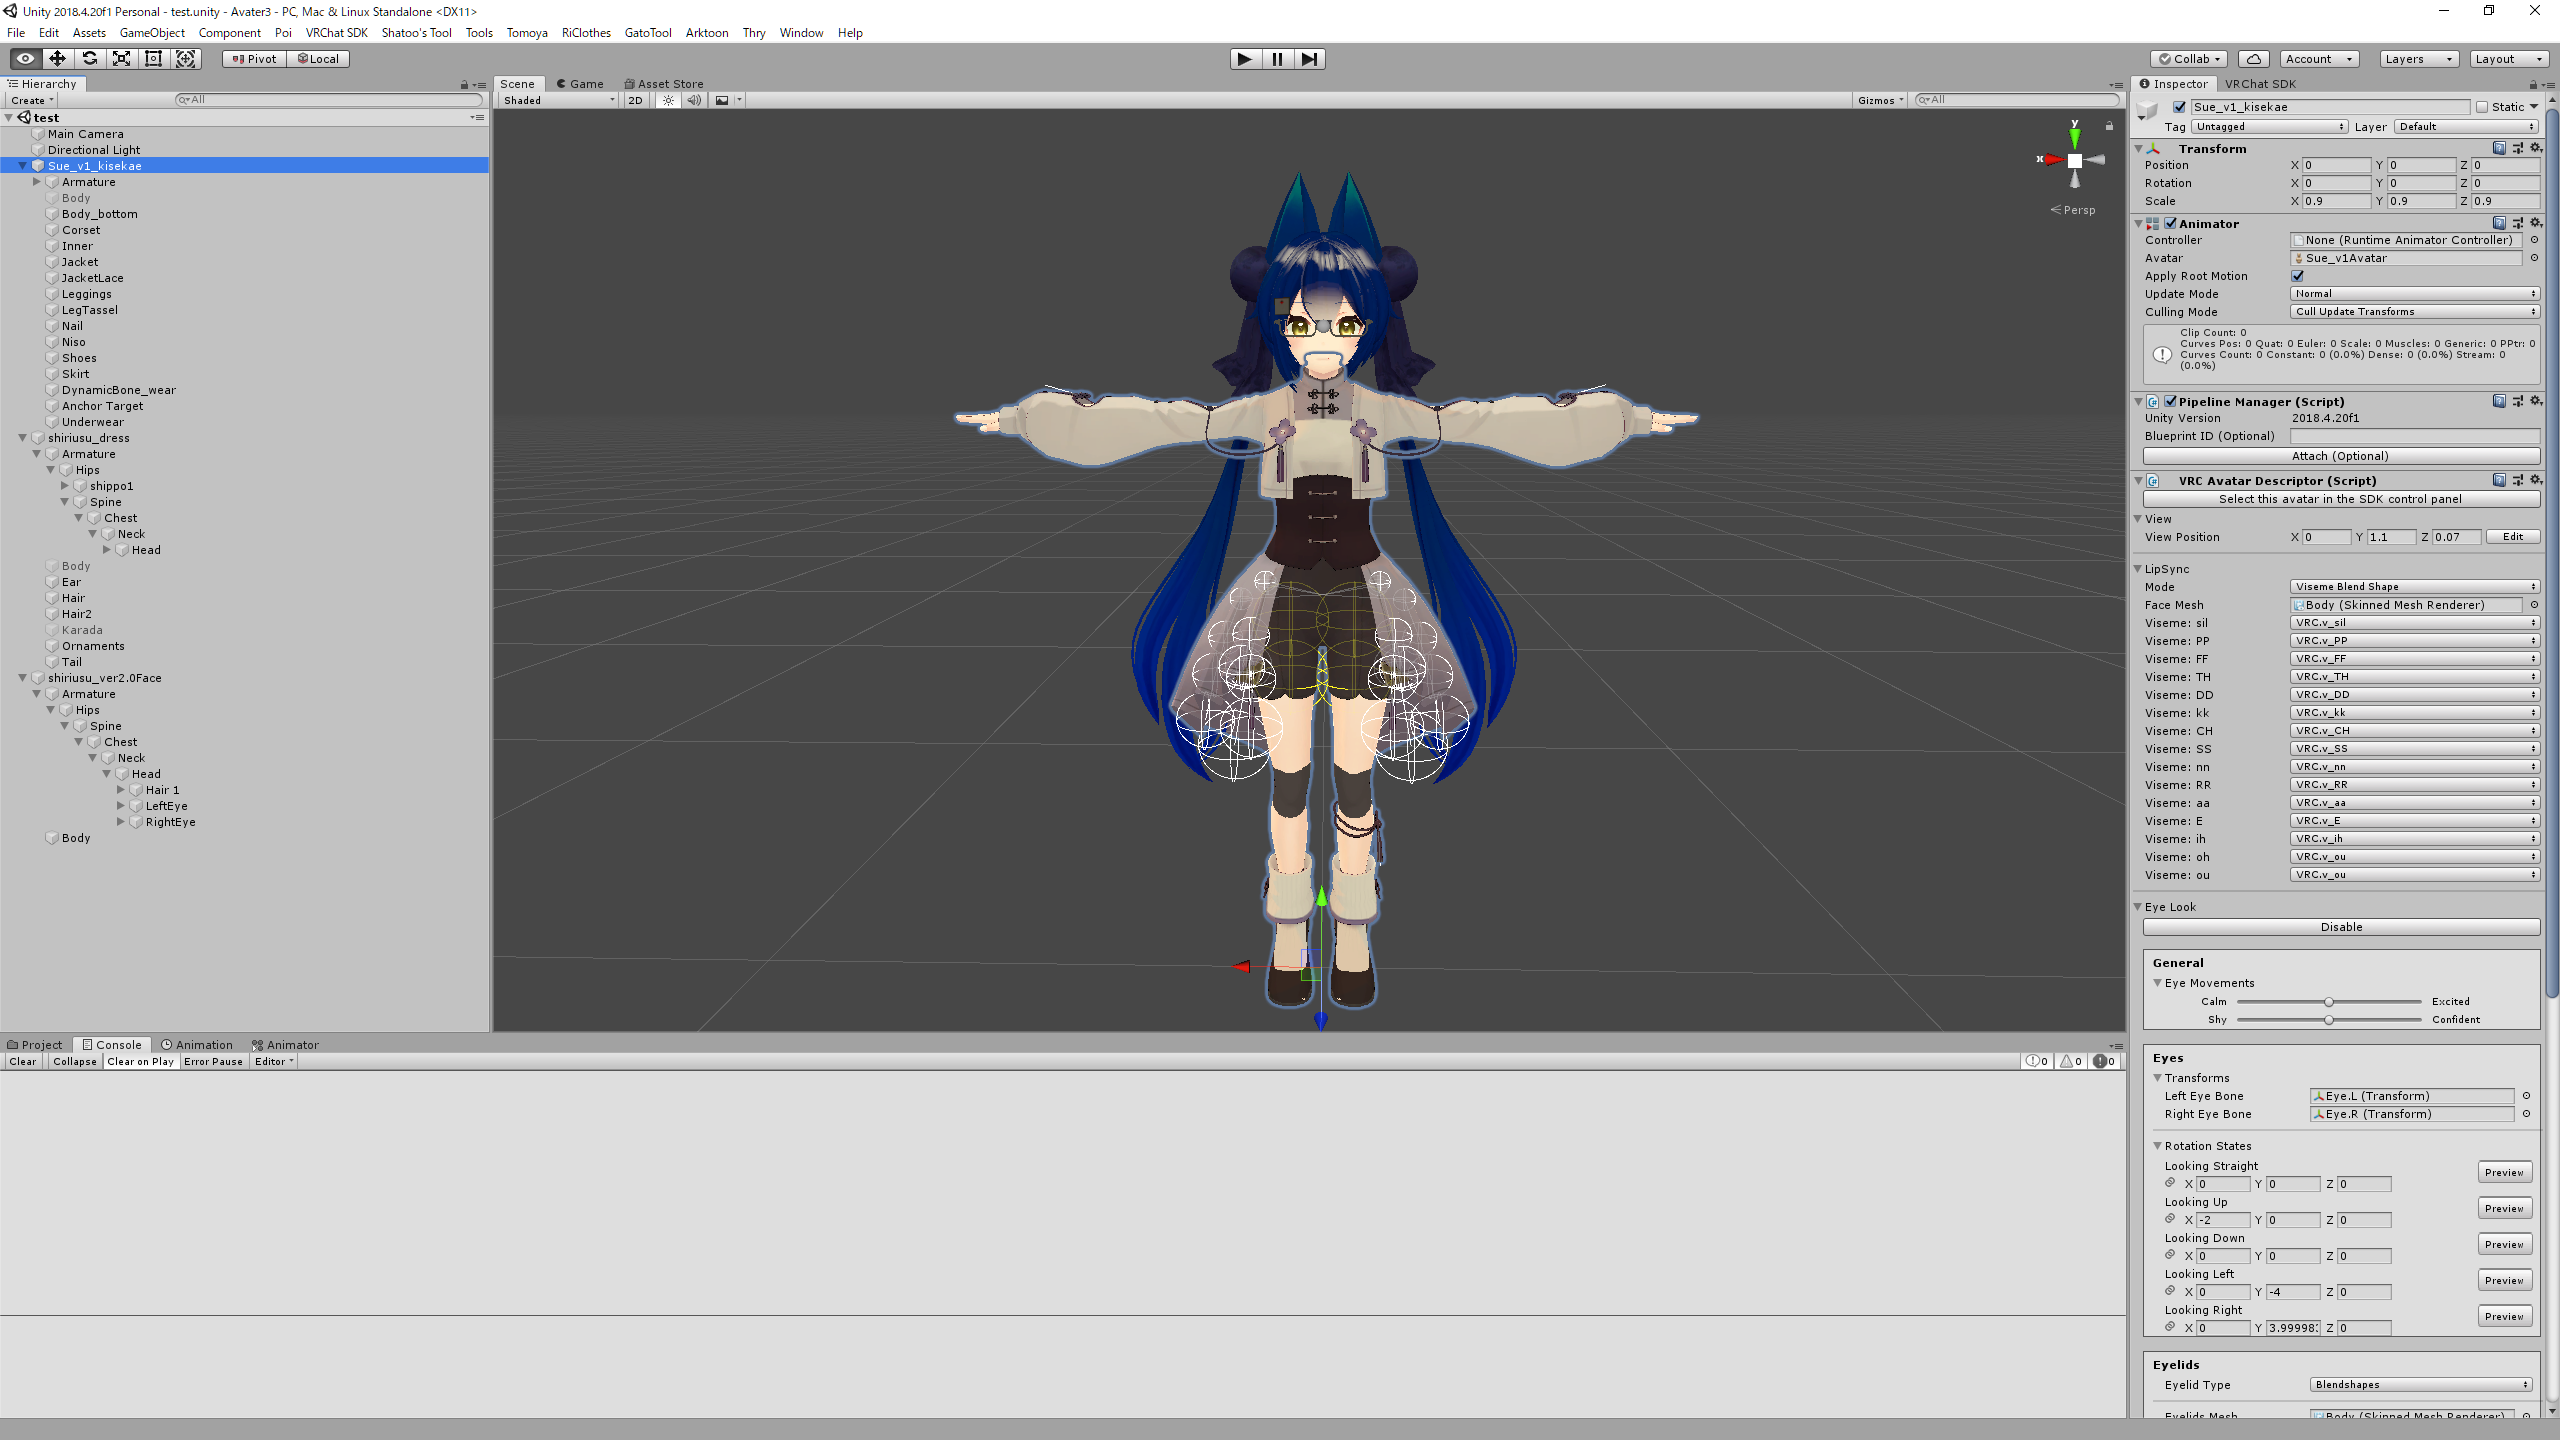 Unity 2018.4.20f1 Personal - test.unity - Avater3 - PC, Mac & Linux Standalone <DX11>
File Edit Assets GameObject Component Poi VRChat SDK Shatoo's Tool Tools Tomoya RiClothes GatoTool Arktoon Thry Window Help
Pivot Local Collab Account Layers Layout
Hierarchy
Create All
test
Main Camera
Directional Light
Sue_v1_kisekae
Armature
Body
Body_bottom
Corset
Inner
Jacket
JacketLace
Leggings
LegTassel
Nail
Niso
Shoes
Skirt
DynamicBone_wear
Anchor Target
Underwear
shiriusu_dress
Armature
Hips
shippo1
Spine
Chest
Neck
Head
Body
Ear
Hair
Hair2
Karada
Ornaments
Tail
shiriusu_ver2.0Face
Armature
Hips
Spine
Chest
Neck
Head
Hair 1
LeftEye
RightEye
Body
Scene Game Asset Store
Shaded 2D Gizmos All
y
x
Persp
Project Console Animation Animator
Clear Collapse Clear on Play Error Pause Editor 0 0 0
Inspector VRChat SDK
Sue_v1_kisekae Static
Tag Untagged Layer Default
Transform
Position X 0 Y 0 Z 0
Rotation X 0 Y 0 Z 0
Scale X 0.9 Y 0.9 Z 0.9
Animator
Controller None (Runtime Animator Controller)
Avatar Sue_v1Avatar
Apply Root Motion
Update Mode Normal
Culling Mode Cull Update Transforms
Clip Count: 0
Curves Pos: 0 Quat: 0 Euler: 0 Scale: 0 Muscles: 0 Generic: 0 PPtr: 0
Curves Count: 0 Constant: 0 (0.0%) Dense: 0 (0.0%) Stream: 0
(0.0%)
Pipeline Manager (Script)
Unity Version 2018.4.20f1
Blueprint ID (Optional)
Attach (Optional)
VRC Avatar Descriptor (Script)
Select this avatar in the SDK control panel
View
View Position X 0 Y 1.1 Z 0.07 Edit
LipSync
Mode Viseme Blend Shape
Face Mesh Body (Skinned Mesh Renderer)
Viseme: sil VRC.v_sil
Viseme: PP VRC.v_PP
Viseme: FF VRC.v_FF
Viseme: TH VRC.v_TH
Viseme: DD VRC.v_DD
Viseme: kk VRC.v_kk
Viseme: CH VRC.v_CH
Viseme: SS VRC.v_SS
Viseme: nn VRC.v_nn
Viseme: RR VRC.v_RR
Viseme: aa VRC.v_aa
Viseme: E VRC.v_E
Viseme: ih VRC.v_ih
Viseme: oh VRC.v_ou
Viseme: ou VRC.v_ou
Eye Look
Disable
General
Eye Movements
Calm Excited
Shy Confident
Eyes
Transforms
Left Eye Bone Eye.L (Transform)
Right Eye Bone Eye.R (Transform)
Rotation States
Looking Straight Preview
X 0 Y 0 Z 0
Looking Up Preview
X -2 Y 0 Z 0
Looking Down Preview
X 0 Y 0 Z 0
Looking Left Preview
X 0 Y -4 Z 0
Looking Right Preview
X 0 Y 3.99998 Z 0
Eyelids
Eyelid Type Blendshapes
Eyelids Mesh Body (Skinned Mesh Renderer)